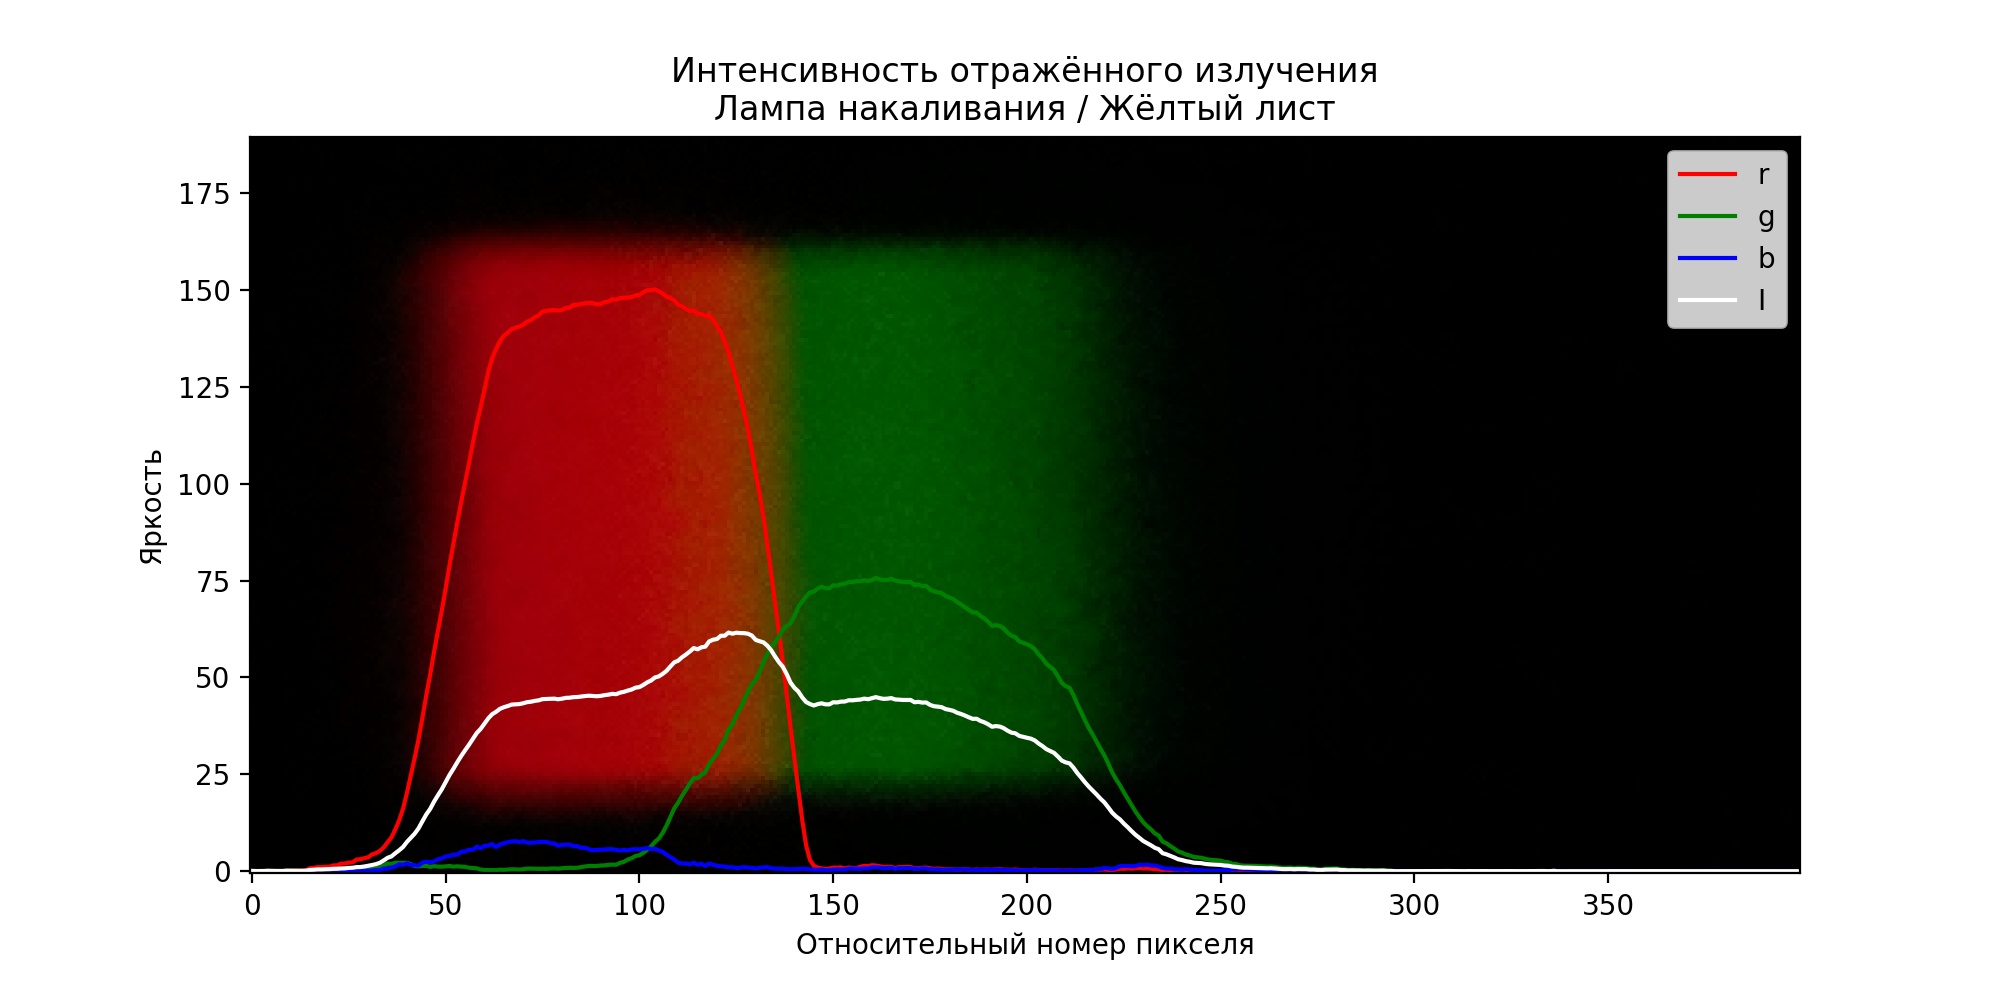 Интенсивность отражённого излучения
Лампа накаливания / Жёлтый лист
r
g
b
l
175
150
125
100
75
50
25
0
Яркость
0 50 100 150 200 250 300 350
Относительный номер пикселя